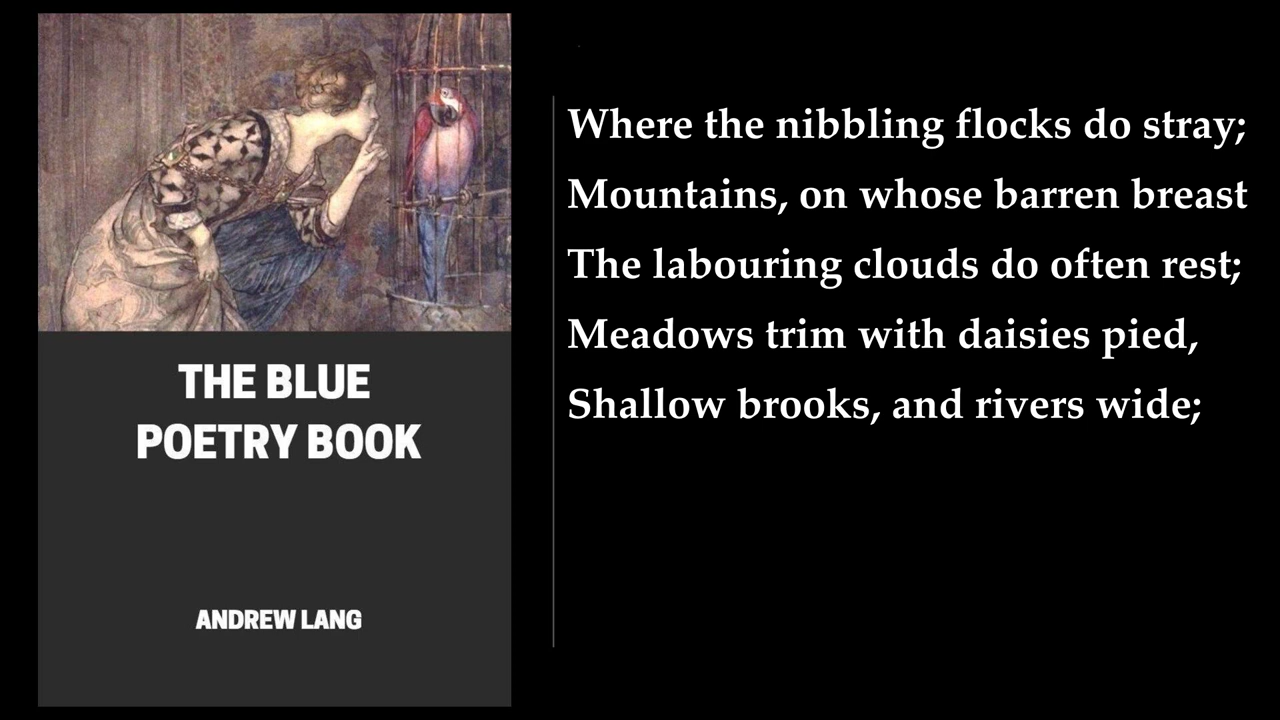 THE BLUE
POETRY BOOK
ANDREW LANG
Where the nibbling flocks do stray;
Mountains, on whose barren breast
The labouring clouds do often rest;
Meadows trim with daisies pied,
Shallow brooks, and rivers wide;